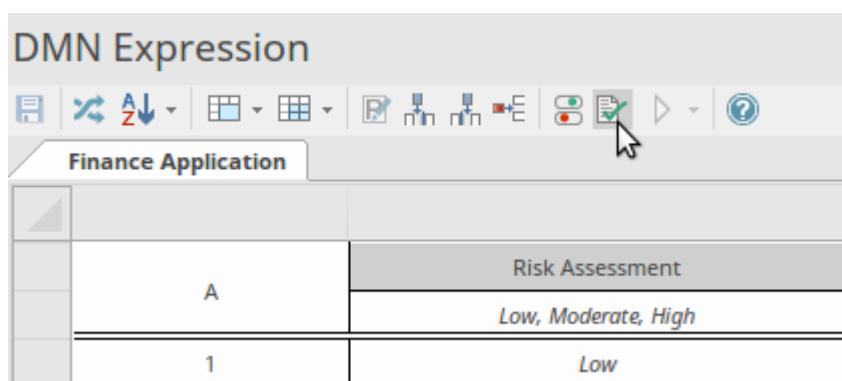 DMN Expression
A
Z
Finance Application
A
Risk Assessment
Low, Moderate, High
1
Low